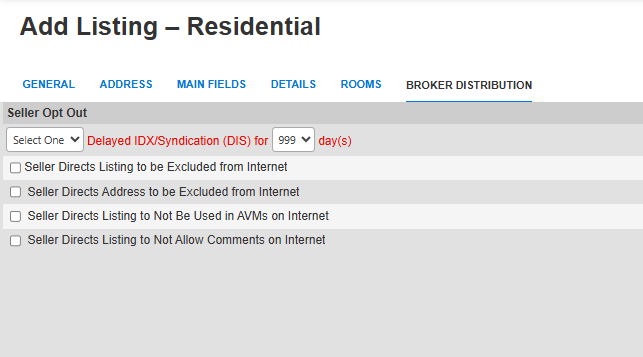 Add Listing – Residential
GENERAL ADDRESS MAIN FIELDS DETAILS ROOMS BROKER DISTRIBUTION
Seller Opt Out
Select One Delayed IDX/Syndication (DIS) for 999 day(s)
Seller Directs Listing to be Excluded from Internet
Seller Directs Address to be Excluded from Internet
Seller Directs Listing to Not Be Used in AVMs on Internet
Seller Directs Listing to Not Allow Comments on Internet